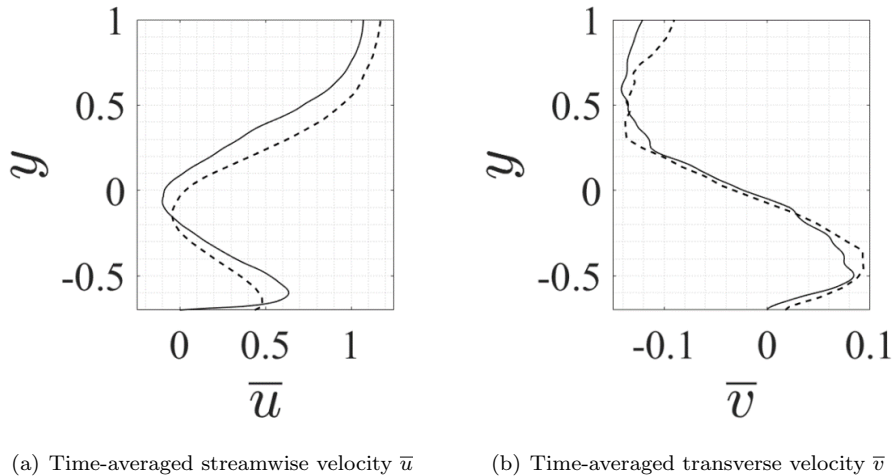 1
0.5
0
-0.5
y
0
0.5
1
u̅
1
0.5
0
-0.5
y
-0.1
0
0.1
v̅
(a) Time-averaged streamwise velocity u̅
(b) Time-averaged transverse velocity v̅